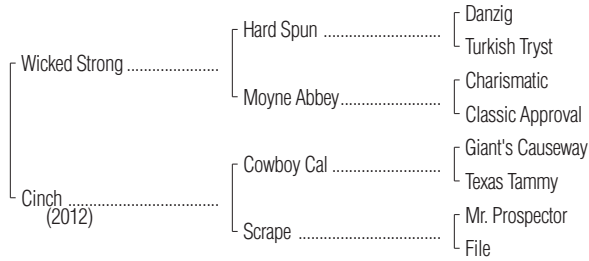 Danzig
Hard Spun ....................
Turkish Tryst
Wicked Strong ....................
Charismatic
Moyne Abbey....................
Classic Approval
Giant's Causeway
Cowboy Cal ....................
Texas Tammy
Cinch ....................
(2012)
Mr. Prospector
Scrape ....................
File